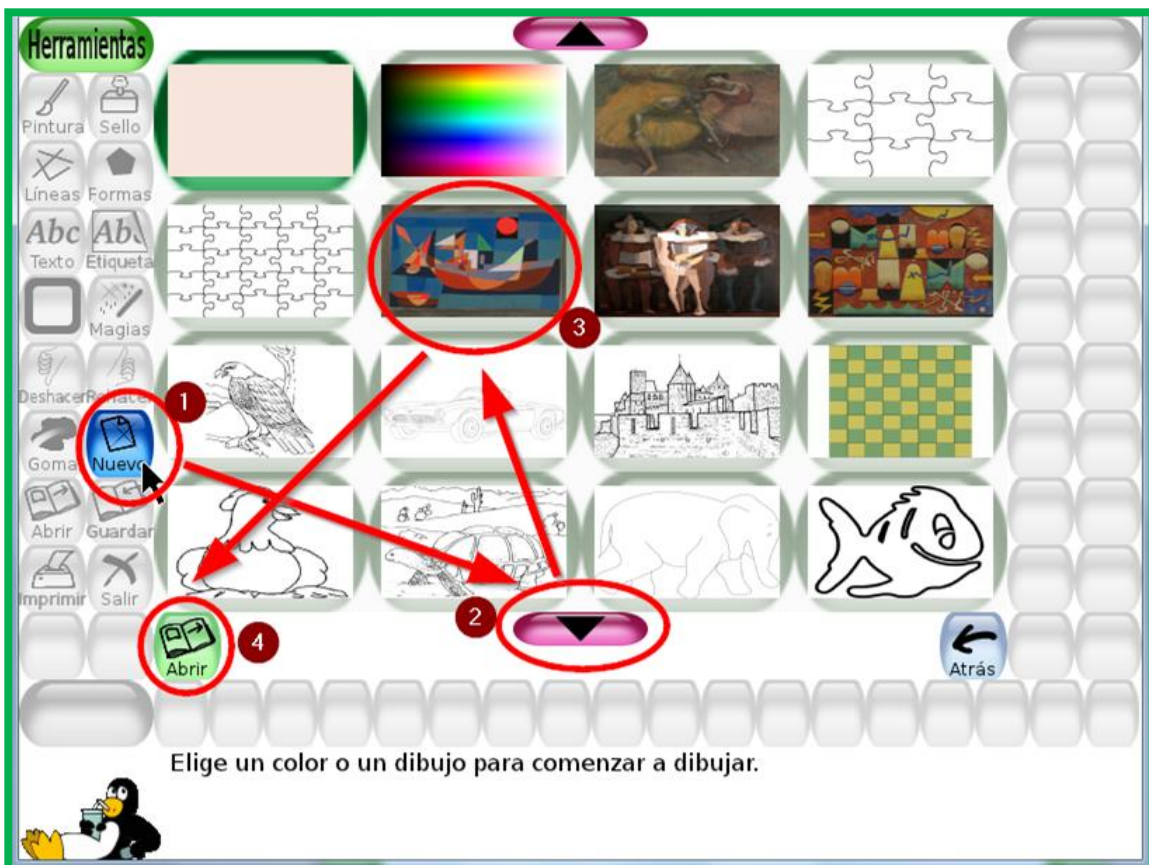 Herramientas
Pintura Sello
Líneas Formas
Abc Abc
Texto Etiqueta
Magias
Deshacer Rehacer
1
Goma Nuevo
Abrir Guardar
Imprimir Salir
3
2
4
Abrir
Atrás
Elige un color o un dibujo para comenzar a dibujar.